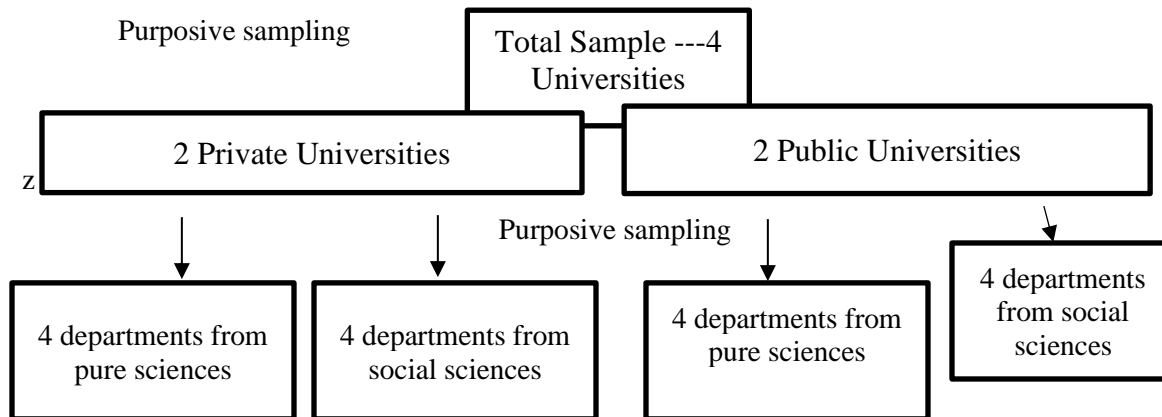 Purposive sampling
Total Sample ---4
Universities
2 Private Universities
2 Public Universities
z
Purposive sampling
4 departments from
pure sciences
4 departments from
social sciences
4 departments from
pure sciences
4 departments
from social
sciences